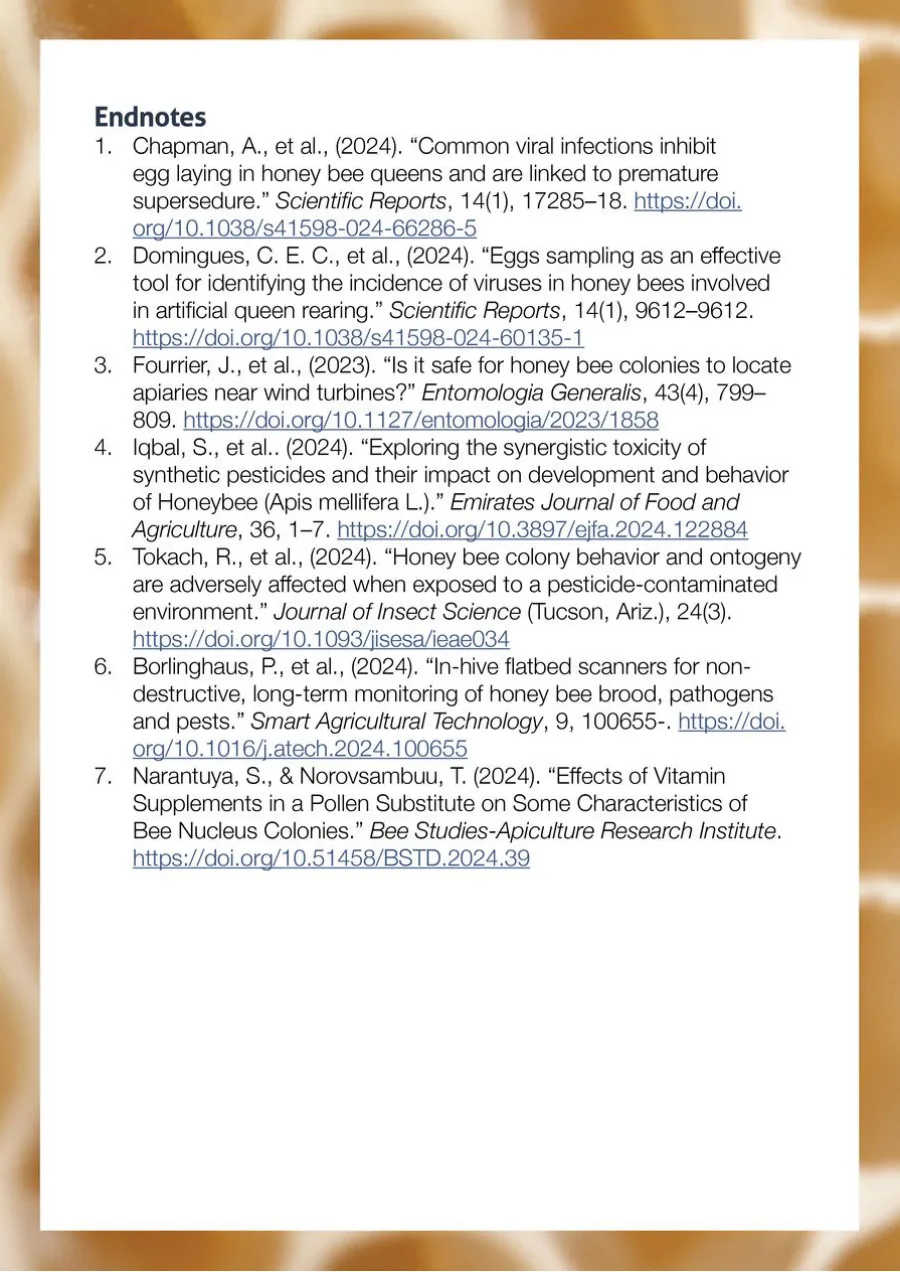 Endnotes
1. Chapman, A., et al., (2024). “Common viral infections inhibit
egg laying in honey bee queens and are linked to premature
supersedure.” Scientific Reports, 14(1), 17285–18. https://doi.
org/10.1038/s41598-024-66286-5
2. Domingues, C. E. C., et al., (2024). “Eggs sampling as an effective
tool for identifying the incidence of viruses in honey bees involved
in artificial queen rearing.” Scientific Reports, 14(1), 9612–9612.
https://doi.org/10.1038/s41598-024-60135-1
3. Fourrier, J., et al., (2023). “Is it safe for honey bee colonies to locate
apiaries near wind turbines?” Entomologia Generalis, 43(4), 799–
809. https://doi.org/10.1127/entomologia/2023/1858
4. Iqbal, S., et al.. (2024). “Exploring the synergistic toxicity of
synthetic pesticides and their impact on development and behavior
of Honeybee (Apis mellifera L.).” Emirates Journal of Food and
Agriculture, 36, 1–7. https://doi.org/10.3897/ejfa.2024.122884
5. Tokach, R., et al., (2024). “Honey bee colony behavior and ontogeny
are adversely affected when exposed to a pesticide-contaminated
environment.” Journal of Insect Science (Tucson, Ariz.), 24(3).
https://doi.org/10.1093/jisesa/ieae034
6. Borlinghaus, P., et al., (2024). “In-hive flatbed scanners for non-
destructive, long-term monitoring of honey bee brood, pathogens
and pests.” Smart Agricultural Technology, 9, 100655-. https://doi.
org/10.1016/j.atech.2024.100655
7. Narantuya, S., & Norovsambuu, T. (2024). “Effects of Vitamin
Supplements in a Pollen Substitute on Some Characteristics of
Bee Nucleus Colonies.” Bee Studies-Apiculture Research Institute.
https://doi.org/10.51458/BSTD.2024.39